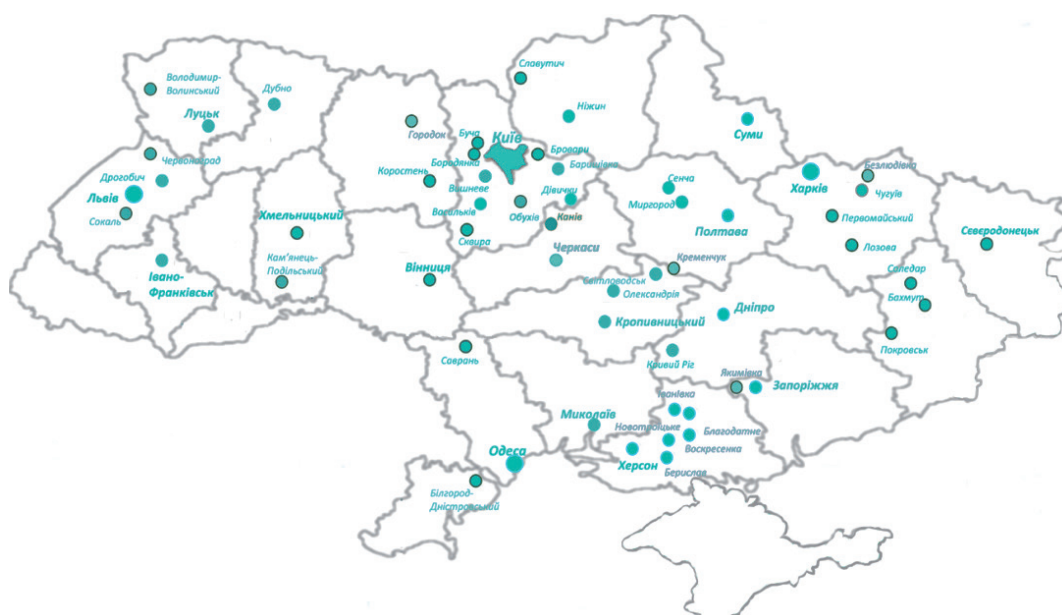 Славутич
Володимир-
Волинський
Дубно
Ніжин
Луцьк
Городок
Буча
Київ
Суми
Бровари
Червоноград
Бородянка
Баришівка
Безлюдівка
Дрогобич
Коростень
Вишневе
Дівички
Сенча
Харків
Чугуїв
Львів
Васильків
Обухів
Миргород
Сокаль
Хмельницький
Канів
Полтава
Первомайський
Сквира
Сєвєродонецьк
Черкаси
Лозова
Кам'янець-
Подільський
Вінниця
Кременчук
Івано-
Франківськ
Світловодськ
Соледар
Олександрія
Бахмут
Дніпро
Кропивницький
Покровськ
Саврань
Кривий Ріг
Якимівка
Запоріжжя
Іванівка
Миколаїв
Новотроїцьке
Благодатне
Воскресенка
Одеса
Херсон
Берислав
Білгород-
Дністровський